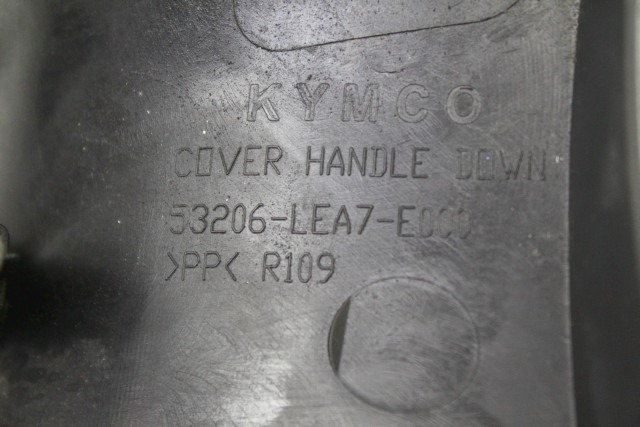 KYMCO
COVER HANDLE DOWN
53206-LEA7-E000
>PP< R109